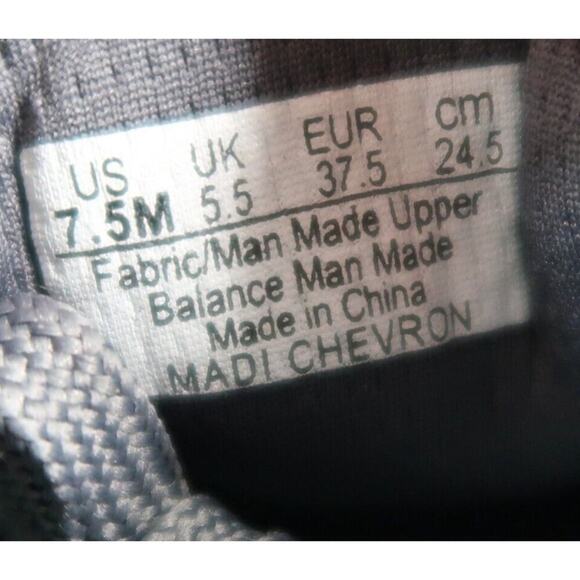 US UK EUR cm
7.5M 5.5 37.5 24.5
Fabric/Man Made Upper
Balance Man Made
Made in China
MADI CHEVRON